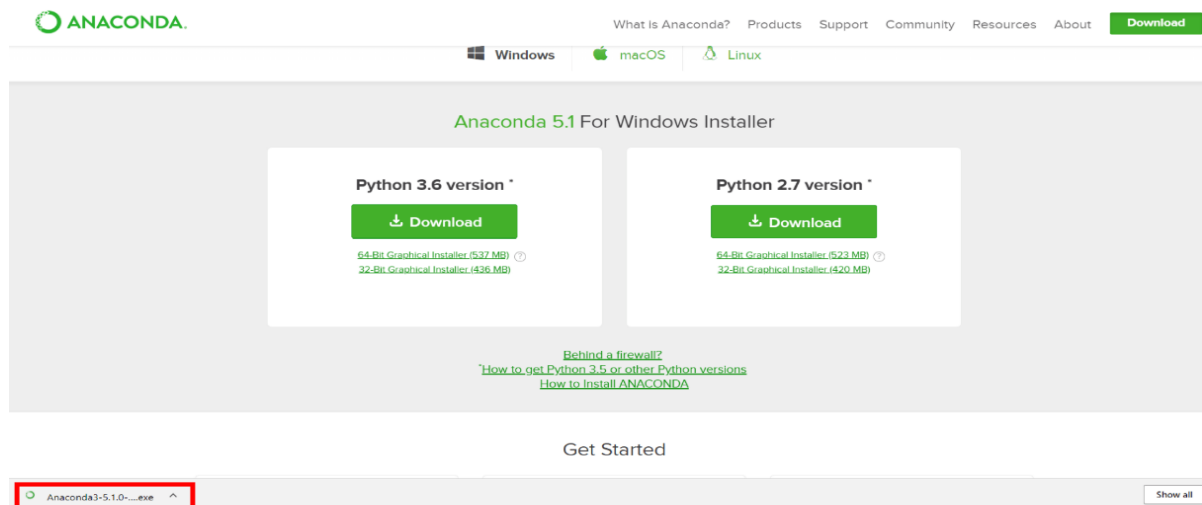 ANACONDA.
What is Anaconda? Products Support Community Resources About Download
Windows macOS Linux
Anaconda 5.1 For Windows Installer
Python 3.6 version *
Download
64-Bit Graphical Installer (537 MB) ?
32-Bit Graphical Installer (436 MB)
Python 2.7 version *
Download
64-Bit Graphical Installer (523 MB) ?
32-Bit Graphical Installer (420 MB)
Behind a firewall?
*How to get Python 3.5 or other Python versions
How to Install ANACONDA
Get Started
Anaconda3-5.1.0-....exe
Show all